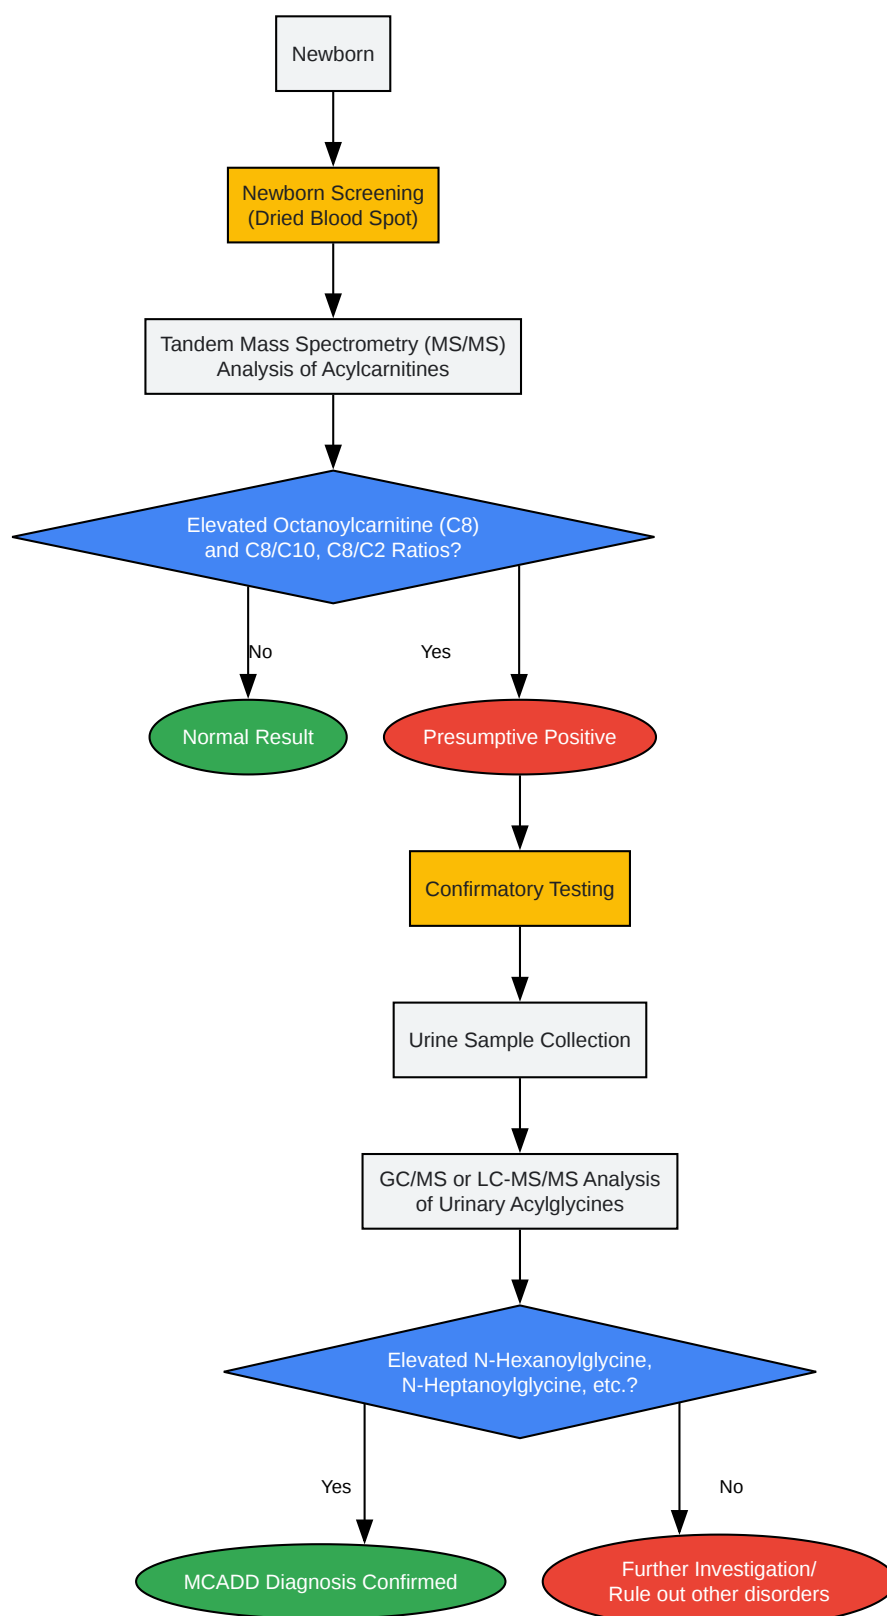 Newborn
Newborn Screening
(Dried Blood Spot)
Tandem Mass Spectrometry (MS/MS)
Analysis of Acylcarnitines
Elevated Octanoylcarnitine (C8)
and C8/C10, C8/C2 Ratios?
No
Yes
Normal Result
Presumptive Positive
Confirmatory Testing
Urine Sample Collection
GC/MS or LC-MS/MS Analysis
of Urinary Acylglycines
Elevated N-Hexanoylglycine,
N-Heptanoylglycine, etc.?
Yes
No
MCADD Diagnosis Confirmed
Further Investigation/
Rule out other disorders